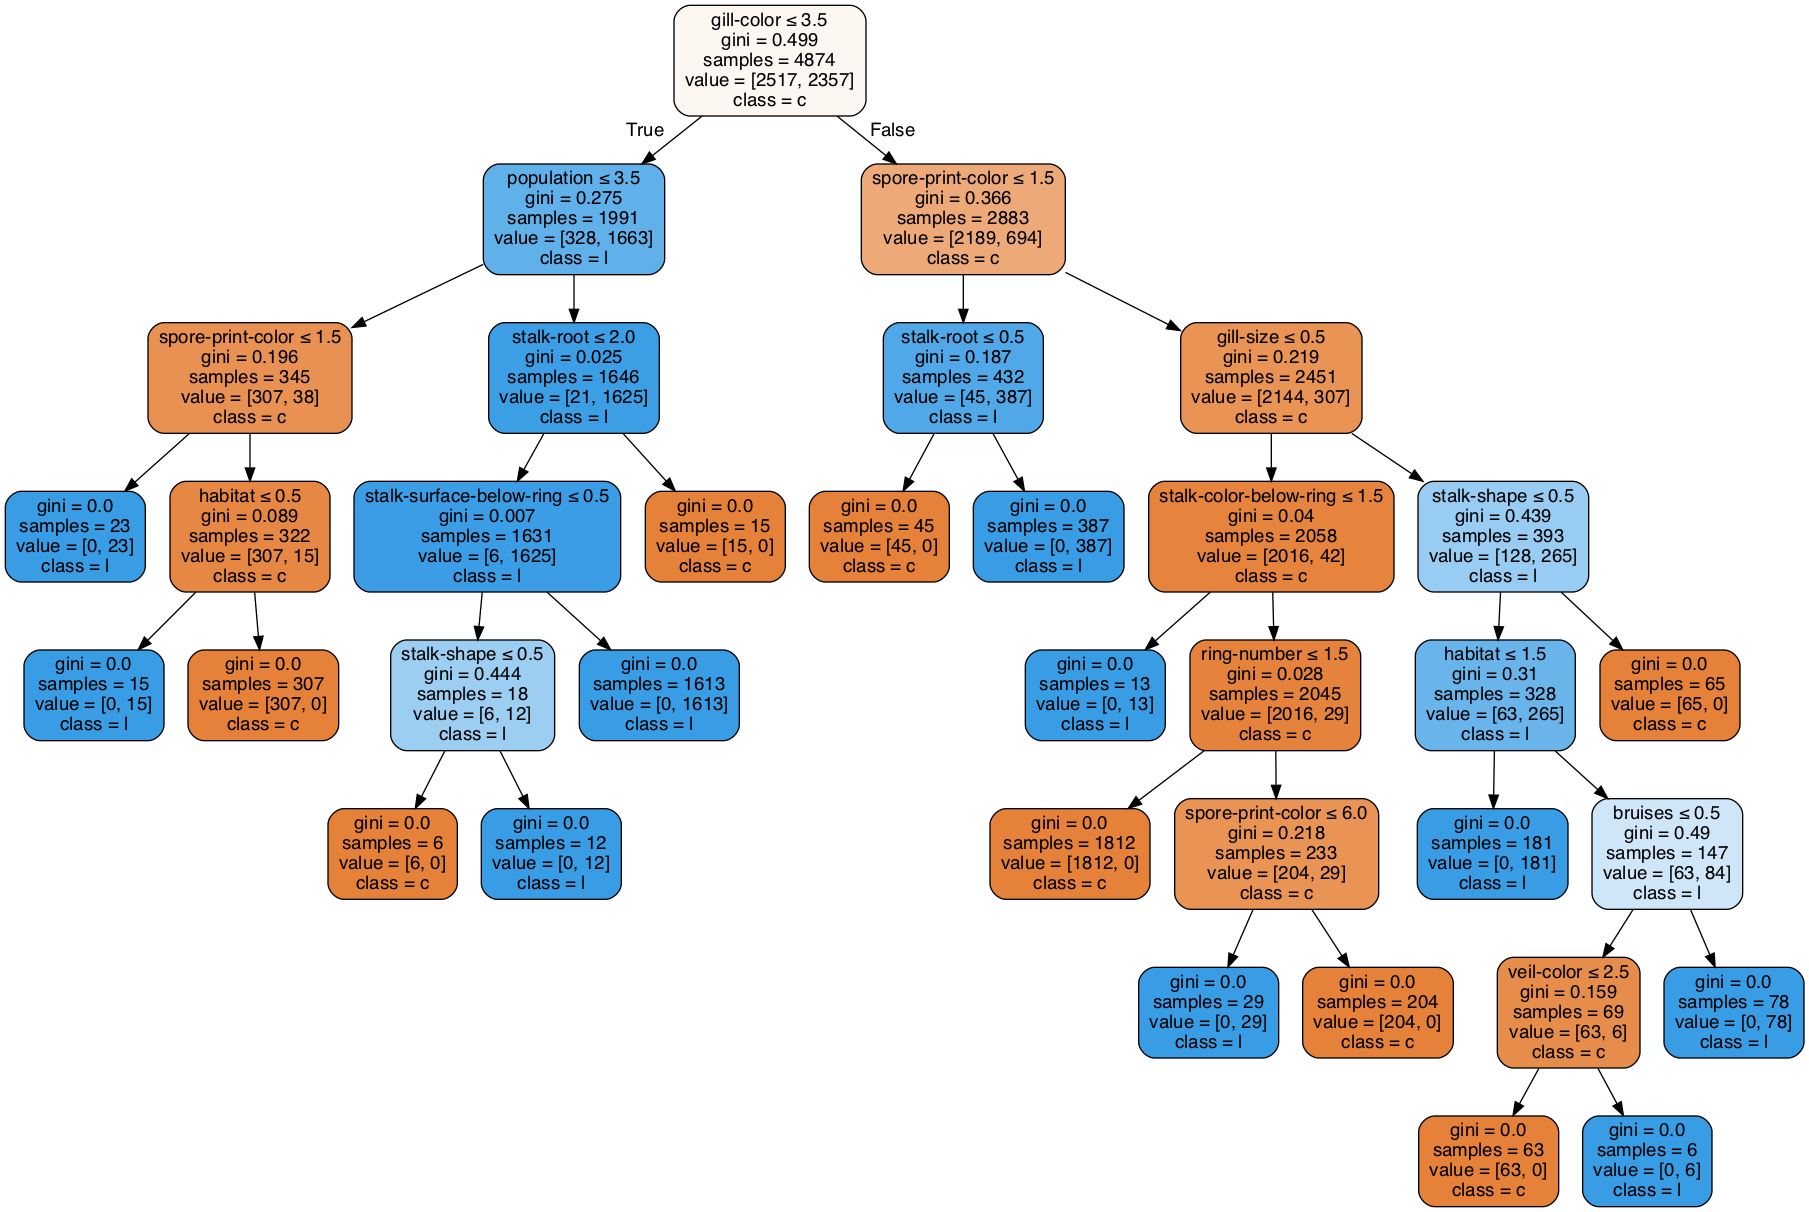 gill-color ≤ 3.5
gini = 0.499
samples = 4874
value = [2517, 2357]
class = c
True
False
population ≤ 3.5
gini = 0.275
samples = 1991
value = [328, 1663]
class = l
spore-print-color ≤ 1.5
gini = 0.366
samples = 2883
value = [2189, 694]
class = c
spore-print-color ≤ 1.5
gini = 0.196
samples = 345
value = [307, 38]
class = c
stalk-root ≤ 2.0
gini = 0.025
samples = 1646
value = [21, 1625]
class = l
stalk-root ≤ 0.5
gini = 0.187
samples = 432
value = [45, 387]
class = l
gill-size ≤ 0.5
gini = 0.219
samples = 2451
value = [2144, 307]
class = c
gini = 0.0
samples = 23
value = [0, 23]
class = l
habitat ≤ 0.5
gini = 0.089
samples = 322
value = [307, 15]
class = c
stalk-surface-below-ring ≤ 0.5
gini = 0.007
samples = 1631
value = [6, 1625]
class = l
gini = 0.0
samples = 15
value = [15, 0]
class = c
gini = 0.0
samples = 45
value = [45, 0]
class = c
gini = 0.0
samples = 387
value = [0, 387]
class = l
stalk-color-below-ring ≤ 1.5
gini = 0.04
samples = 2058
value = [2016, 42]
class = c
stalk-shape ≤ 0.5
gini = 0.439
samples = 393
value = [128, 265]
class = l
gini = 0.0
samples = 15
value = [0, 15]
class = l
gini = 0.0
samples = 307
value = [307, 0]
class = c
stalk-shape ≤ 0.5
gini = 0.444
samples = 18
value = [6, 12]
class = l
gini = 0.0
samples = 1613
value = [0, 1613]
class = l
gini = 0.0
samples = 13
value = [0, 13]
class = l
ring-number ≤ 1.5
gini = 0.028
samples = 2045
value = [2016, 29]
class = c
habitat ≤ 1.5
gini = 0.31
samples = 328
value = [63, 265]
class = l
gini = 0.0
samples = 65
value = [65, 0]
class = c
gini = 0.0
samples = 6
value = [6, 0]
class = c
gini = 0.0
samples = 12
value = [0, 12]
class = l
gini = 0.0
samples = 1812
value = [1812, 0]
class = c
spore-print-color ≤ 6.0
gini = 0.218
samples = 233
value = [204, 29]
class = c
gini = 0.0
samples = 181
value = [0, 181]
class = l
bruises ≤ 0.5
gini = 0.49
samples = 147
value = [63, 84]
class = l
gini = 0.0
samples = 29
value = [0, 29]
class = l
gini = 0.0
samples = 204
value = [204, 0]
class = c
veil-color ≤ 2.5
gini = 0.159
samples = 69
value = [63, 6]
class = c
gini = 0.0
samples = 78
value = [0, 78]
class = l
gini = 0.0
samples = 63
value = [63, 0]
class = c
gini = 0.0
samples = 6
value = [0, 6]
class = l